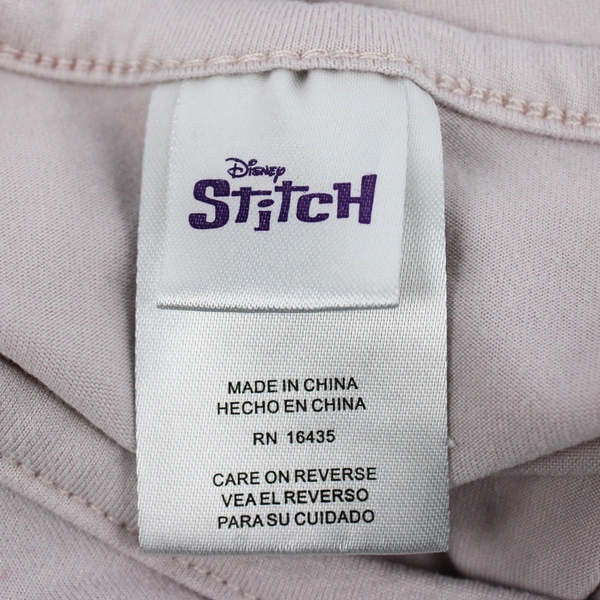 Disney
Stitch
MADE IN CHINA
HECHO EN CHINA
RN 16435
CARE ON REVERSE
VEA EL REVERSO
PARA SU CUIDADO